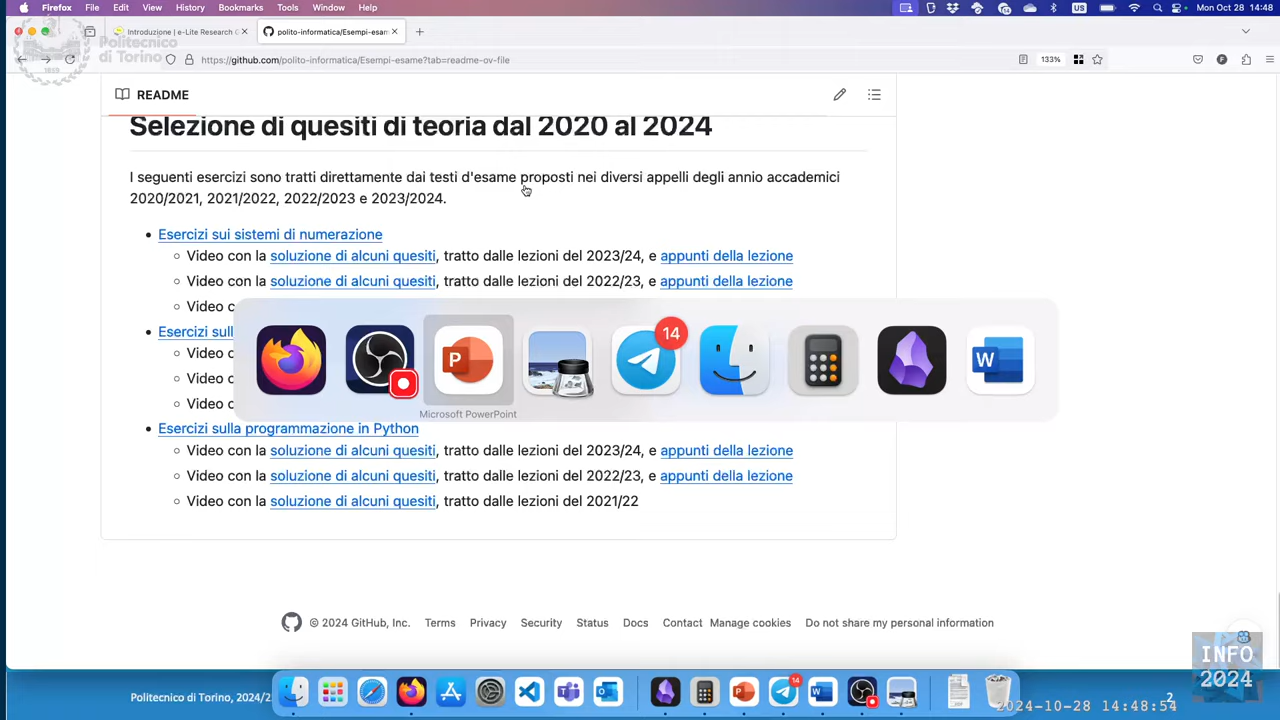 Firefox File Edit View History Bookmarks Tools Window Help
US
Mon Oct 28 14:48
Introduzione | e-Lite Research
polito-informatica/Esempi-esam
Politecnico
di Torino
https://github.com/polito-informatica/Esempi-esame?tab=readme-ov-file
133%
README
Selezione di quesiti di teoria dal 2020 al 2024
I seguenti esercizi sono tratti direttamente dai testi d'esame proposti nei diversi appelli degli annio accademici
2020/2021, 2021/2022, 2022/2023 e 2023/2024.
Esercizi sui sistemi di numerazione
Video con la soluzione di alcuni quesiti, tratto dalle lezioni del 2023/24, e appunti della lezione
Video con la soluzione di alcuni quesiti, tratto dalle lezioni del 2022/23, e appunti della lezione
Video c
Esercizi sull
Video c
Video c
Video c
14
P
W
Microsoft PowerPoint
Esercizi sulla programmazione in Python
Video con la soluzione di alcuni quesiti, tratto dalle lezioni del 2023/24, e appunti della lezione
Video con la soluzione di alcuni quesiti, tratto dalle lezioni del 2022/23, e appunti della lezione
Video con la soluzione di alcuni quesiti, tratto dalle lezioni del 2021/22
© 2024 GitHub, Inc. Terms Privacy Security Status Docs Contact Manage cookies Do not share my personal information
INFO
2024
Politecnico di Torino, 2024/2
14
2
2024-10-28 14:48:54